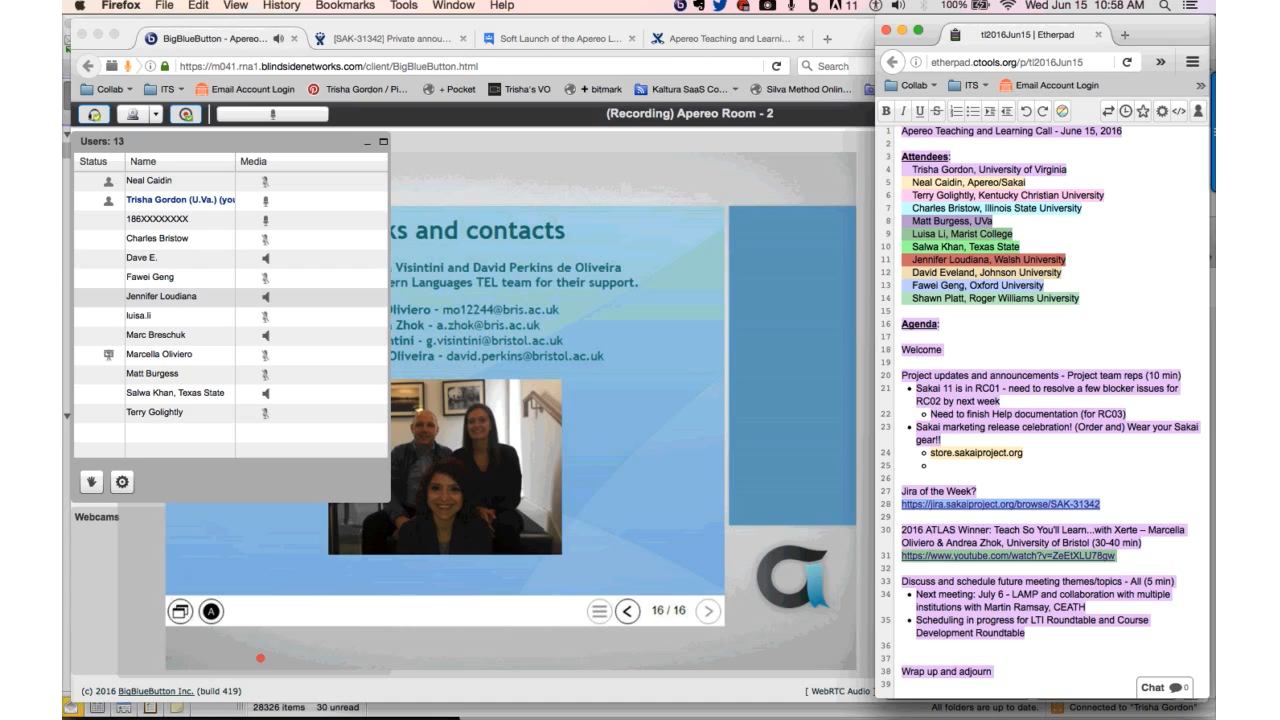 Firefox File Edit View History Bookmarks Tools Window Help
11 100% Wed Jun 15 10:58 AM
BigBlueButton - Apereo...
[SAK-31342] Private annou...
Soft Launch of the Apereo L...
Apereo Teaching and Learni...
https://m041.rna1.blindsidenetworks.com/client/BigBlueButton.html
Search
Collab ITS Email Account Login Trisha Gordon / Pi... + Pocket Trisha's VO + bitmark Kaltura SaaS Co... Silva Method Onlin...
(Recording) Apereo Room - 2
Users: 13
Status Name Media
Neal Caidin
Trisha Gordon (U.Va.) (you
186XXXXXXXX
Charles Bristow
Dave E.
Fawei Geng
Jennifer Loudiana
luisa.li
Marc Breschuk
Marcella Oliviero
Matt Burgess
Salwa Khan, Texas State
Terry Golightly
Webcams
ks and contacts
Visintini and David Perkins de Oliveira
ern Languages TEL team for their support.
liviero - mo12244@bris.ac.uk
Zhok - a.zhok@bris.ac.uk
ntini - g.visintini@bristol.ac.uk
Oliveira - david.perkins@bristol.ac.uk
A
16 / 16
(c) 2016 BigBlueButton Inc. (build 419)
[ WebRTC Audio
28326 items 30 unread
All folders are up to date. Connected to "Trisha Gordon"
tl2016Jun15 | Etherpad
etherpad.ctools.org/p/tl2016Jun15
Collab ITS Email Account Login
B I U S
1 Apereo Teaching and Learning Call - June 15, 2016
2
3 Attendees:
4 Trisha Gordon, University of Virginia
5 Neal Caidin, Apereo/Sakai
6 Terry Golightly, Kentucky Christian University
7 Charles Bristow, Illinois State University
8 Matt Burgess, UVa
9 Luisa Li, Marist College
10 Salwa Khan, Texas State
11 Jennifer Loudiana, Walsh University
12 David Eveland, Johnson University
13 Fawei Geng, Oxford University
14 Shawn Platt, Roger Williams University
15
16 Agenda:
17
18 Welcome
19
20 Project updates and announcements - Project team reps (10 min)
21 • Sakai 11 is in RC01 - need to resolve a few blocker issues for
RC02 by next week
22 Need to finish Help documentation (for RC03)
23 • Sakai marketing release celebration! (Order and) Wear your Sakai
gear!!
24 store.sakaiproject.org
25
26
27 Jira of the Week?
28 https://jira.sakaiproject.org/browse/SAK-31342
29
30 2016 ATLAS Winner: Teach So You'll Learn...with Xerte – Marcella
Oliviero & Andrea Zhok, University of Bristol (30-40 min)
31 https://www.youtube.com/watch?v=ZeEtXLU78gw
32
33 Discuss and schedule future meeting themes/topics - All (5 min)
34 • Next meeting: July 6 - LAMP and collaboration with multiple
institutions with Martin Ramsay, CEATH
35 • Scheduling in progress for LTI Roundtable and Course
Development Roundtable
36
37
38 Wrap up and adjourn
39
Chat 0